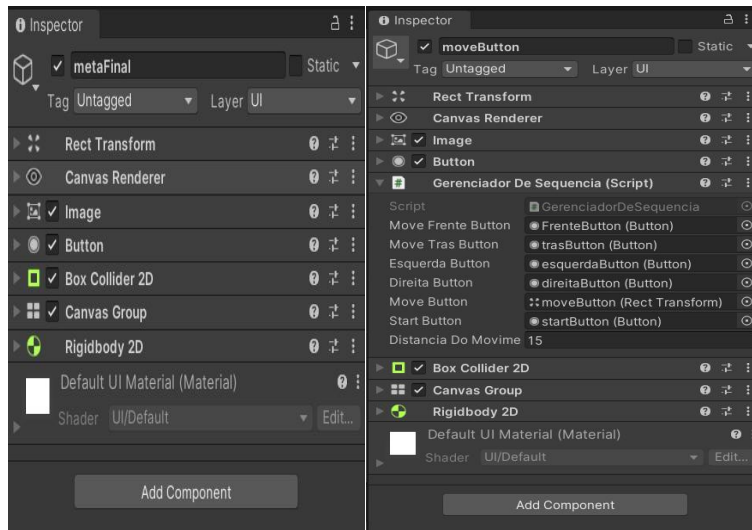 Inspector
metaFinal
Static
Tag Untagged Layer UI
Rect Transform
Canvas Renderer
Image
Button
Box Collider 2D
Canvas Group
Rigidbody 2D
Default UI Material (Material)
Shader UI/Default Edit...
Add Component
Inspector
moveButton
Static
Tag Untagged Layer UI
Rect Transform
Canvas Renderer
Image
Button
# Gerenciador De Sequencia (Script)
Script # GerenciadorDeSequencia
Move Frente Button FrenteButton (Button)
Move Tras Button trasButton (Button)
Esquerda Button esquerdaButton (Button)
Direita Button direitaButton (Button)
Move Button moveButton (Rect Transform)
Start Button startButton (Button)
Distancia Do Movime 15
Box Collider 2D
Canvas Group
Rigidbody 2D
Default UI Material (Material)
Shader UI/Default Edit...
Add Component